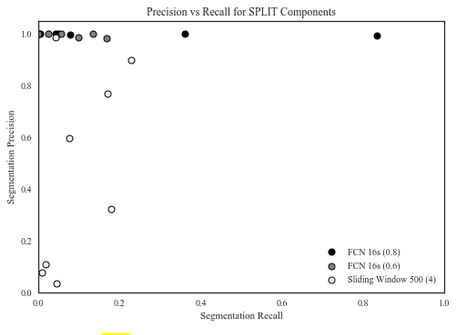 Precision vs Recall for SPLIT Components
1.0
0.8
0.6
0.4
0.2
0.0
Segmentation Precision
FCN 16s (0.8)
FCN 16s (0.6)
Sliding Window 500 (4)
0.0 0.2 0.4 0.6 0.8 1.0
Segmentation Recall